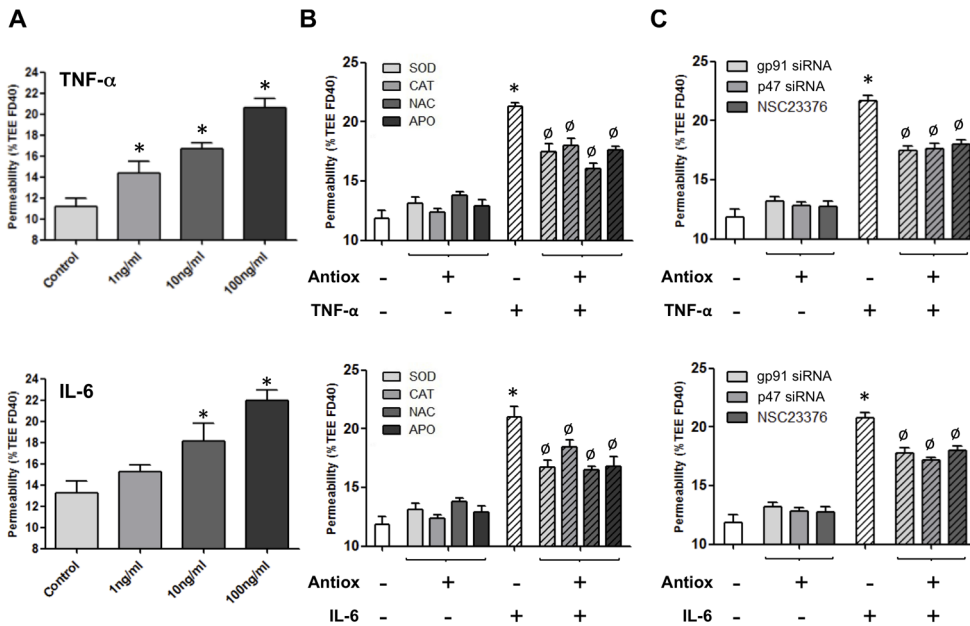 A
B
C
TNF-α
Permeability (%TEE FD40)
24
22
20
18
16
14
12
10
8
*
*
*
Control
1ng/ml
10ng/ml
100ng/ml
Permeability (%TEE FD40)
25
20
15
10
SOD
CAT
NAC
APO
*
Ø Ø Ø Ø
Antiox - + - +
TNF-α - - + +
Permeability (%TEE FD40)
25
20
15
10
gp91 siRNA
p47 siRNA
NSC23376
*
Ø Ø Ø
Antiox - + - +
TNF-α - - + +
IL-6
Permeability (%TEE FD40)
24
22
20
18
16
14
12
10
8
*
*
Control
1ng/ml
10ng/ml
100ng/ml
Permeability (%TEE FD40)
25
20
15
10
SOD
CAT
NAC
APO
*
Ø Ø Ø Ø
Antiox - + - +
IL-6 - - + +
Permeability (%TEE FD40)
25
20
15
10
gp91 siRNA
p47 siRNA
NSC23376
*
Ø Ø Ø
Antiox - + - +
IL-6 - - + +